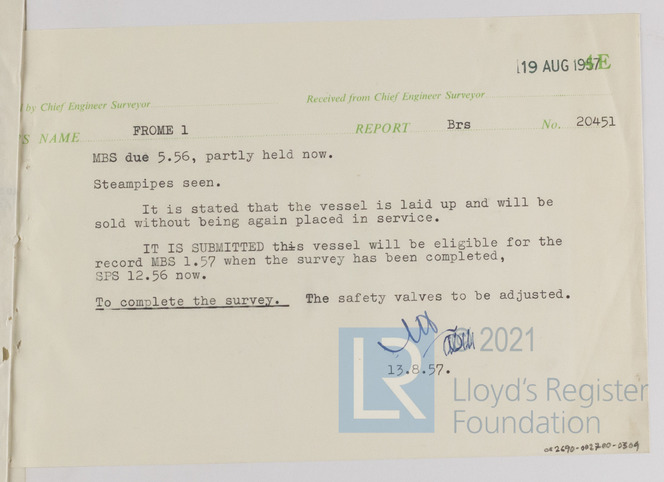 19 AUG 1957 4E
by Chief Engineer Surveyor
Received from Chief Engineer Surveyor
S NAME FROME 1 REPORT Brs No. 20451
MBS due 5.56, partly held now.
Steampipes seen.
It is stated that the vessel is laid up and will be
sold without being again placed in service.
IT IS SUBMITTED this vessel will be eligible for the
record MBS 1.57 when the survey has been completed,
SPS 12.56 now.
To complete the survey. The safety valves to be adjusted.
13.8.57.
LR
© 2021
Lloyd's Register
Foundation
002690-002700-0304